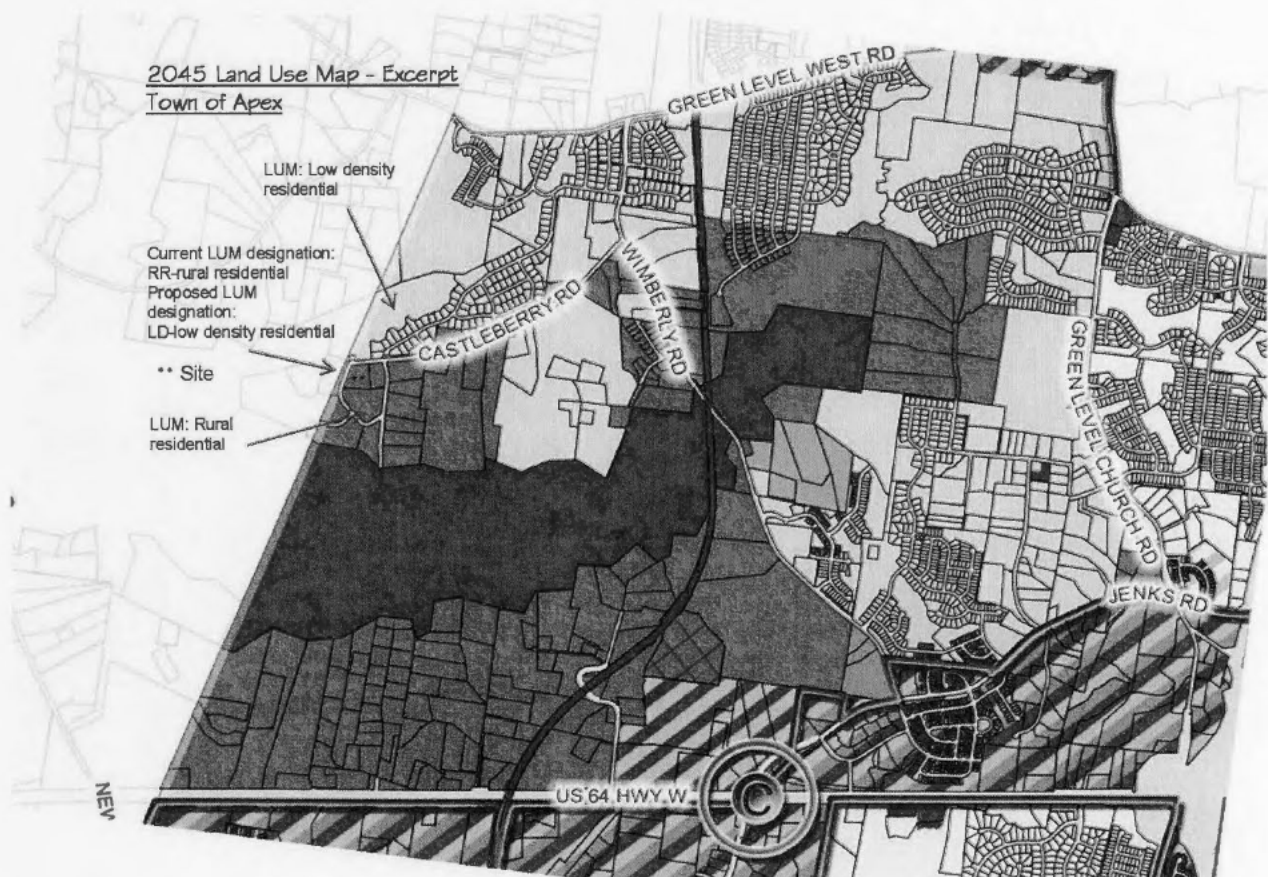 2045 Land Use Map - Excerpt
Town of Apex
GREEN LEVEL WEST RD
LUM: Low density
residential
Current LUM designation:
RR-rural residential
Proposed LUM
designation:
LD-low density residential
•• Site
LUM: Rural
residential
CASTLEBERRY RD
WIMBERLY RD
GREEN LEVEL CHURCH RD
JENKS RD
US 64 HWY W
C
NEW